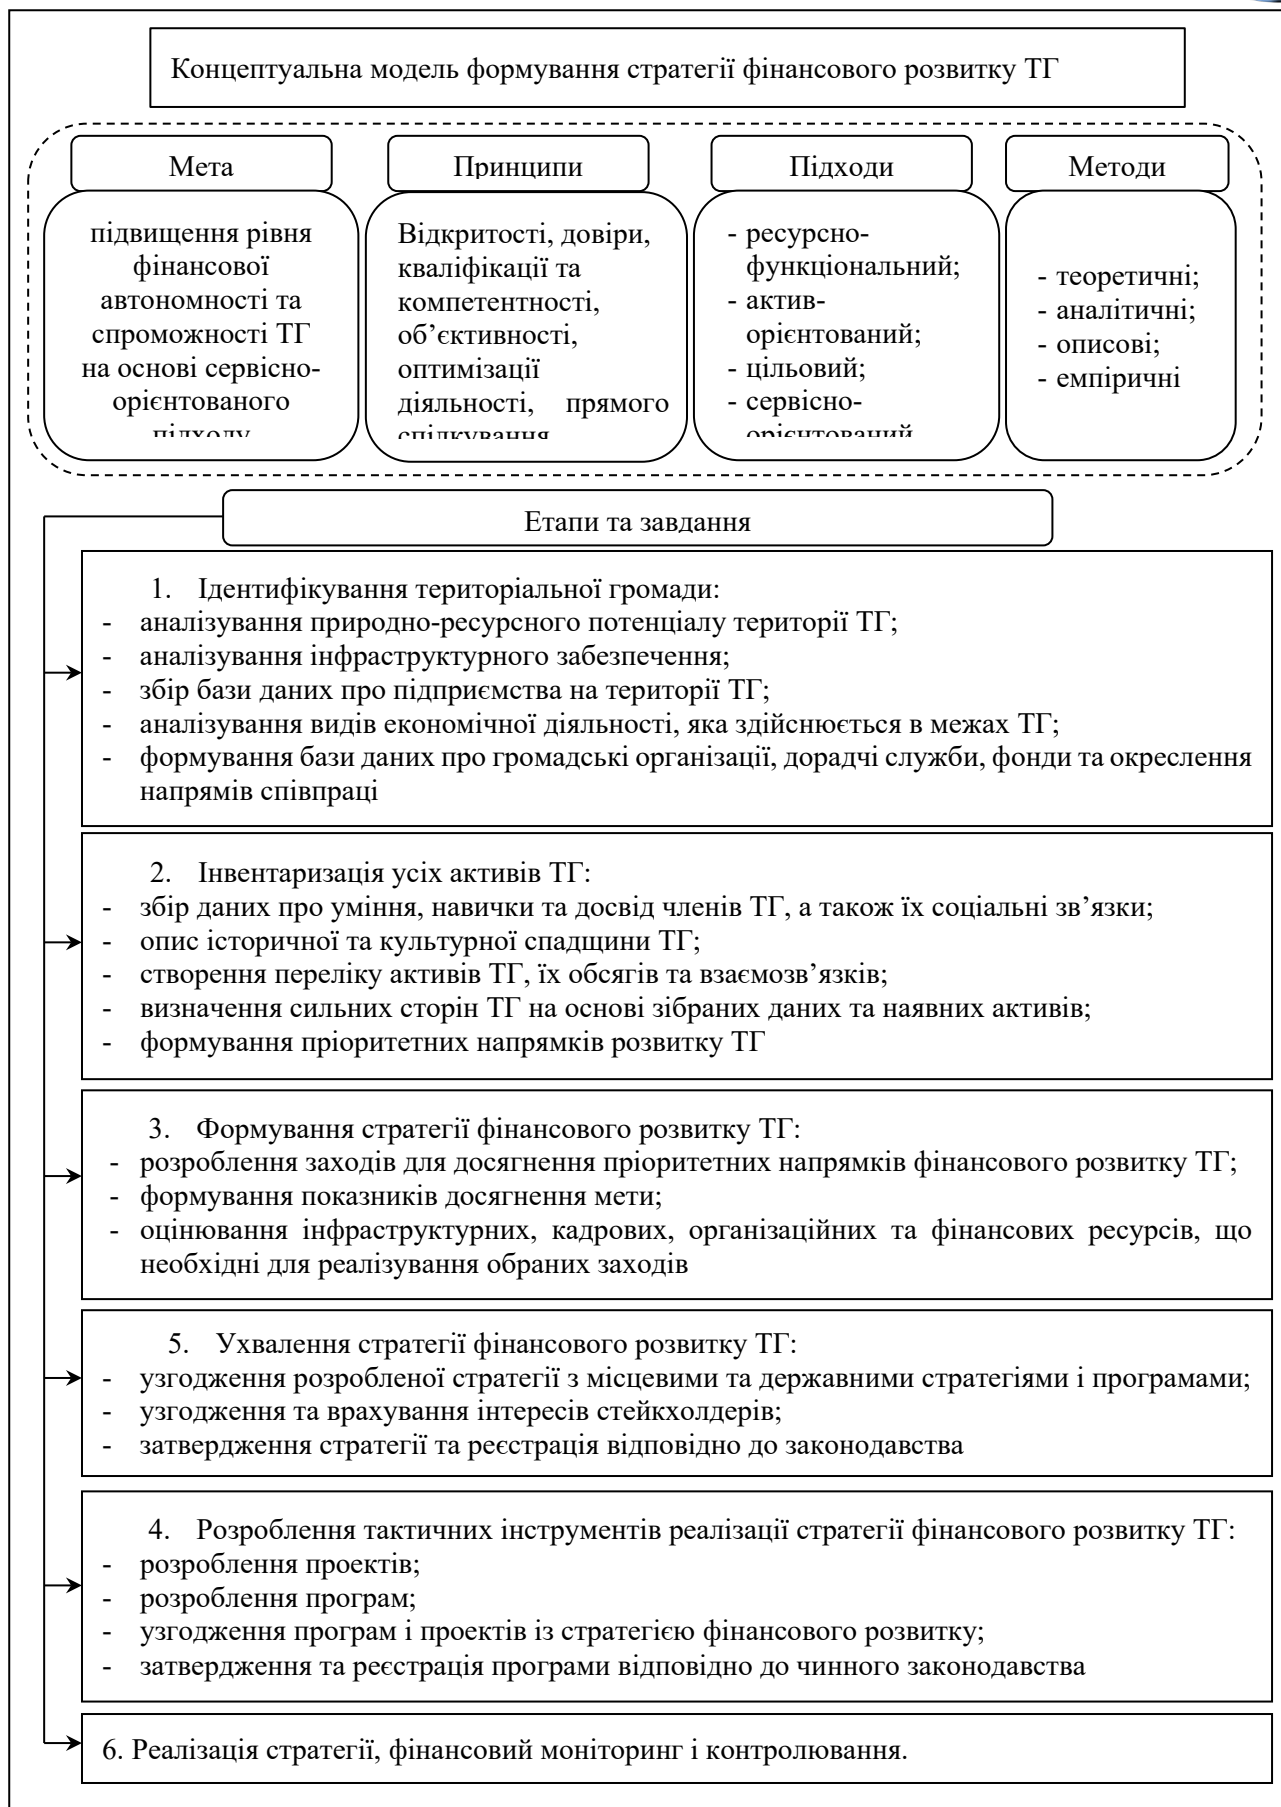 Концептуальна модель формування стратегії фінансового розвитку ТГ
Мета
підвищення рівня
фінансової
автономності та
спроможності ТГ
на основі сервісно-
орієнтованого
підходу
Принципи
Відкритості, довіри,
кваліфікації та
компетентності,
об’єктивності,
оптимізації
діяльності, прямого
спілкування
Підходи
- ресурсно-
функціональний;
- актив-
орієнтований;
- цільовий;
- сервісно-
орієнтований
Методи
- теоретичні;
- аналітичні;
- описові;
- емпіричні
Етапи та завдання
1. Ідентифікування територіальної громади:
- аналізування природно-ресурсного потенціалу території ТГ;
- аналізування інфраструктурного забезпечення;
- збір бази даних про підприємства на території ТГ;
- аналізування видів економічної діяльності, яка здійснюється в межах ТГ;
- формування бази даних про громадські організації, дорадчі служби, фонди та окреслення
напрямів співпраці
2. Інвентаризація усіх активів ТГ:
- збір даних про уміння, навички та досвід членів ТГ, а також їх соціальні зв’язки;
- опис історичної та культурної спадщини ТГ;
- створення переліку активів ТГ, їх обсягів та взаємозв’язків;
- визначення сильних сторін ТГ на основі зібраних даних та наявних активів;
- формування пріоритетних напрямків розвитку ТГ
3. Формування стратегії фінансового розвитку ТГ:
- розроблення заходів для досягнення пріоритетних напрямків фінансового розвитку ТГ;
- формування показників досягнення мети;
- оцінювання інфраструктурних, кадрових, організаційних та фінансових ресурсів, що
необхідні для реалізування обраних заходів
5. Ухвалення стратегії фінансового розвитку ТГ:
- узгодження розробленої стратегії з місцевими та державними стратегіями і програмами;
- узгодження та врахування інтересів стейкхолдерів;
- затвердження стратегії та реєстрація відповідно до законодавства
4. Розроблення тактичних інструментів реалізації стратегії фінансового розвитку ТГ:
- розроблення проектів;
- розроблення програм;
- узгодження програм і проектів із стратегією фінансового розвитку;
- затвердження та реєстрація програми відповідно до чинного законодавства
6. Реалізація стратегії, фінансовий моніторинг і контролювання.